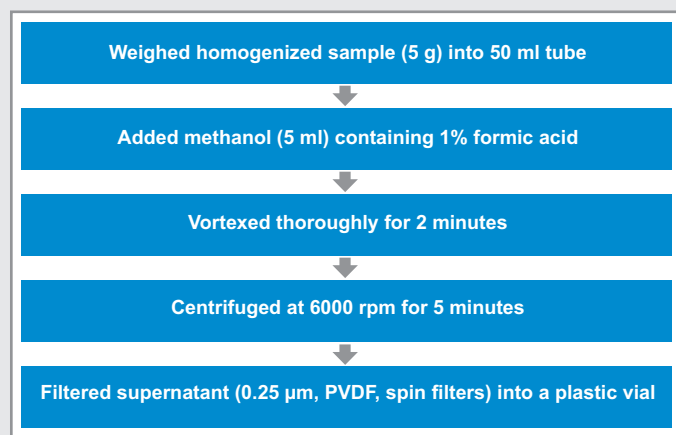 Weighed homogenized sample (5 g) into 50 ml tube
Added methanol (5 ml) containing 1% formic acid
Vortexed thoroughly for 2 minutes
Centrifuged at 6000 rpm for 5 minutes
Filtered supernatant (0.25 µm, PVDF, spin filters) into a plastic vial